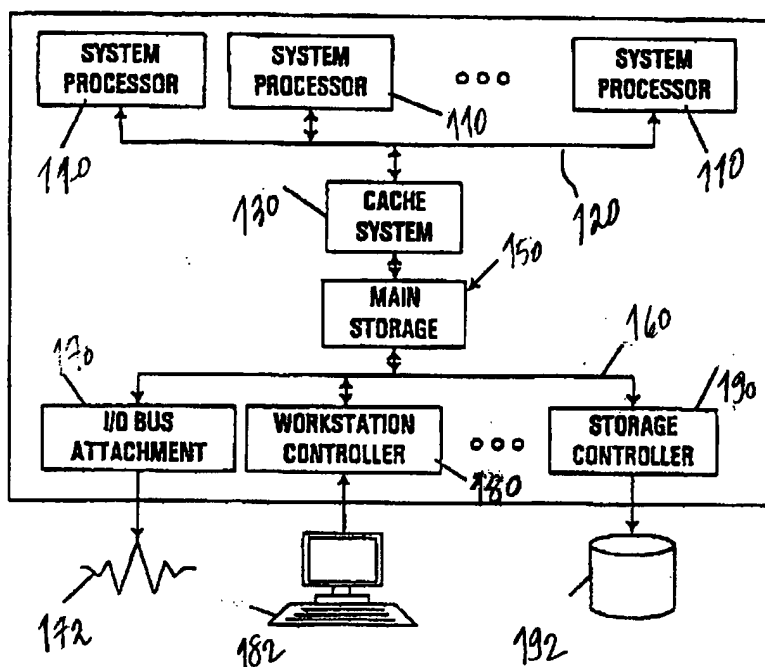 SYSTEM PROCESSOR
SYSTEM PROCESSOR
SYSTEM PROCESSOR
110
110
110
120
CACHE SYSTEM
130
150
MAIN STORAGE
160
170
190
I/O BUS ATTACHMENT
WORKSTATION CONTROLLER
STORAGE CONTROLLER
180
172
182
192